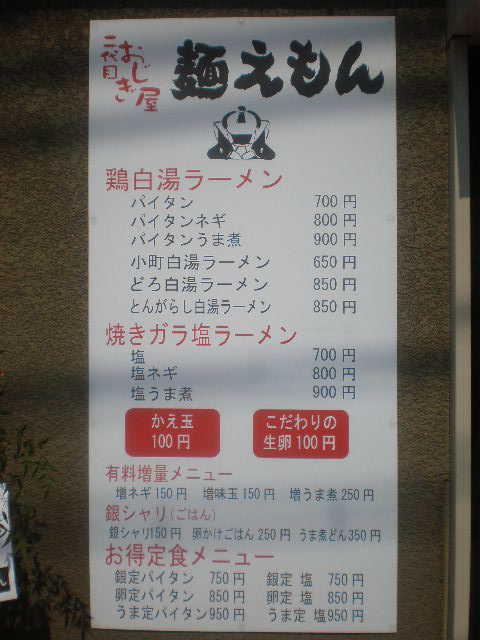 二代目
おじぎ屋
麺えもん
鶏白湯ラーメン
パイタン 700円
パイタンネギ 800円
パイタンうま煮 900円
小町白湯ラーメン 650円
どろ白湯ラーメン 850円
とんがらし白湯ラーメン 850円
焼きガラ塩ラーメン
塩 700円
塩ネギ 800円
塩うま煮 900円
かえ玉
100円
こだわりの
生卵100円
有料増量メニュー
増ネギ150円 増味玉150円 増うま煮250円
銀シャリ(ごはん)
銀シャリ150円 卵かけごはん250円 うま煮どん350円
お得定食メニュー
銀定パイタン 750円 銀定 塩 750円
卵定パイタン 850円 卵定 塩 850円
うま定パイタン950円 うま定 塩950円